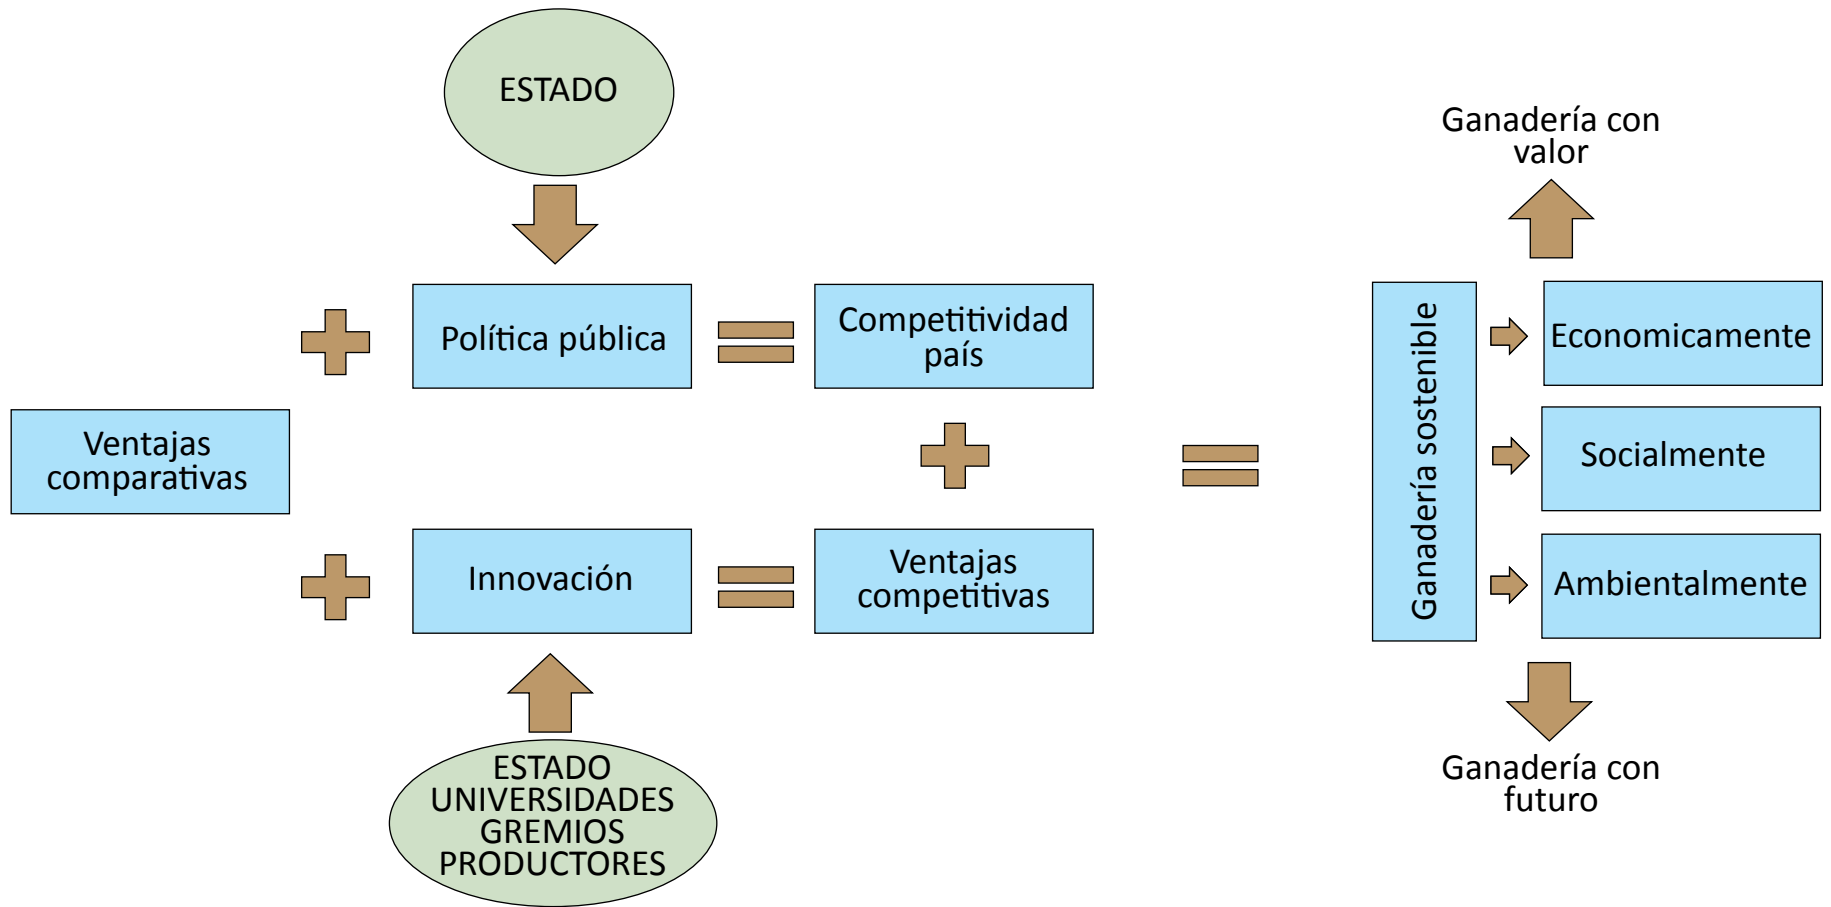 ESTADO
Política pública
Competitividad
país
Ventajas
comparativas
Innovación
Ventajas
competitivas
ESTADO
UNIVERSIDADES
GREMIOS
PRODUCTORES
Ganadería con
valor
Ganadería sostenible
Economicamente
Socialmente
Ambientalmente
Ganadería con
futuro